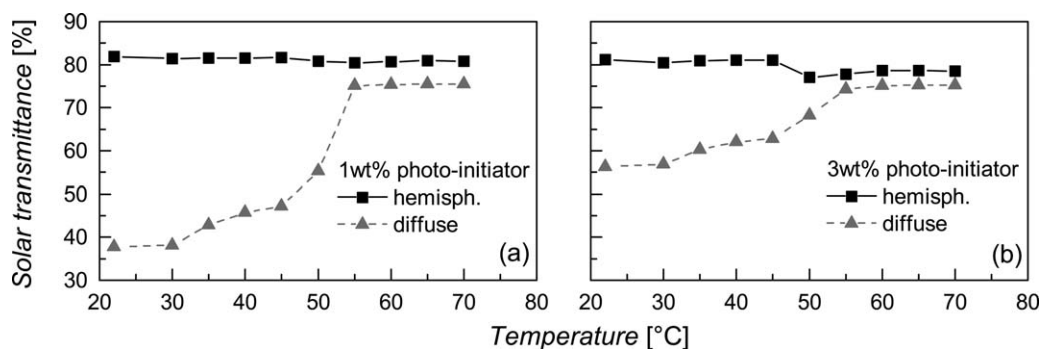 Solar transmittance [%]
90
80
70
60
50
40
30
1wt% photo-initiator
hemisph.
diffuse
(a)
20 30 40 50 60 70 80
3wt% photo-initiator
hemisph.
diffuse
(b)
20 30 40 50 60 70 80
Temperature [°C]